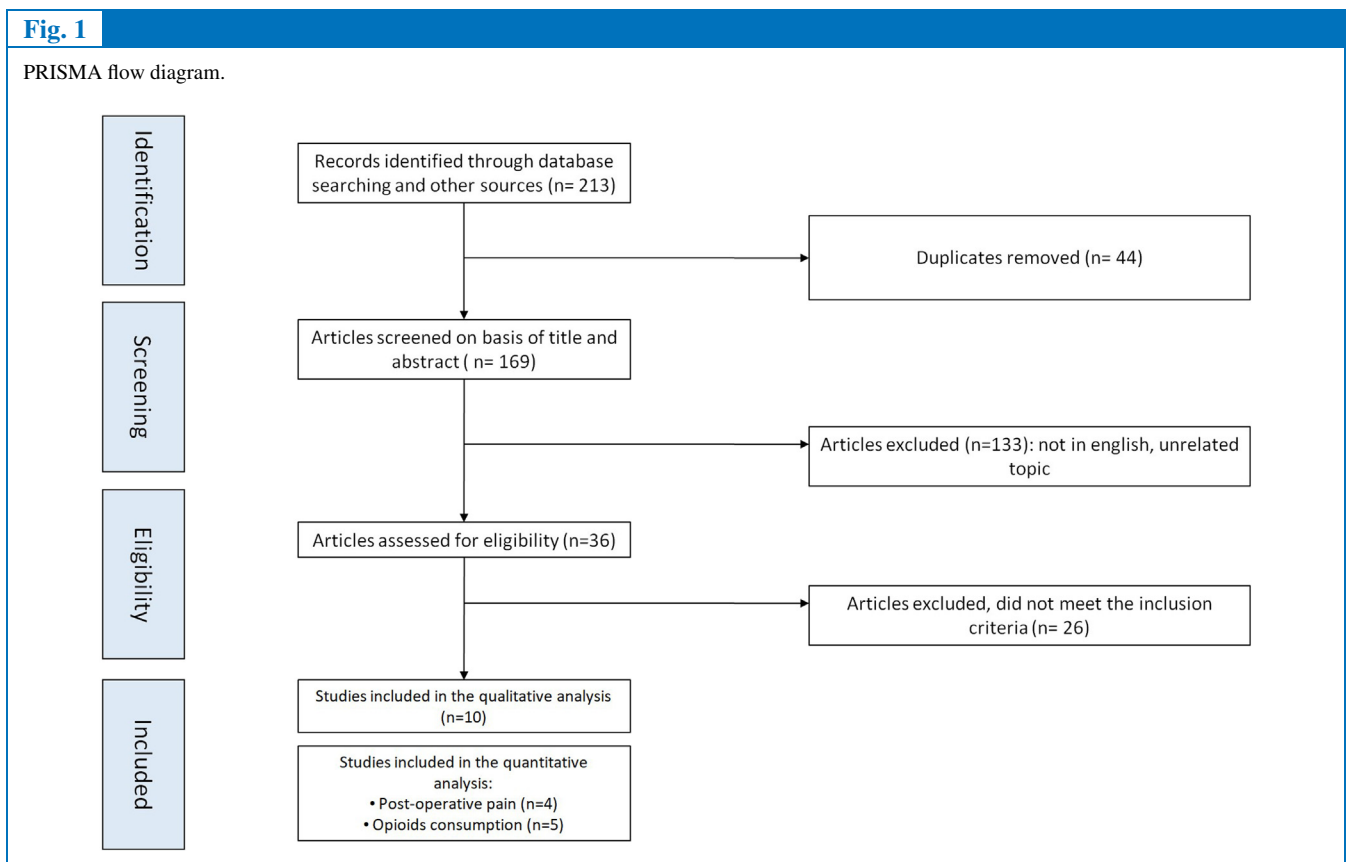 Fig. 1
PRISMA flow diagram.
Identification
Records identified through database
searching and other sources (n= 213)
Duplicates removed (n= 44)
Screening
Articles screened on basis of title and
abstract ( n= 169)
Articles excluded (n=133): not in english, unrelated
topic
Eligibility
Articles assessed for eligibility (n=36)
Articles excluded, did not meet the inclusion
criteria (n= 26)
Included
Studies included in the qualitative analysis
(n=10)
Studies included in the quantitative
analysis:
• Post-operative pain (n=4)
• Opioids consumption (n=5)